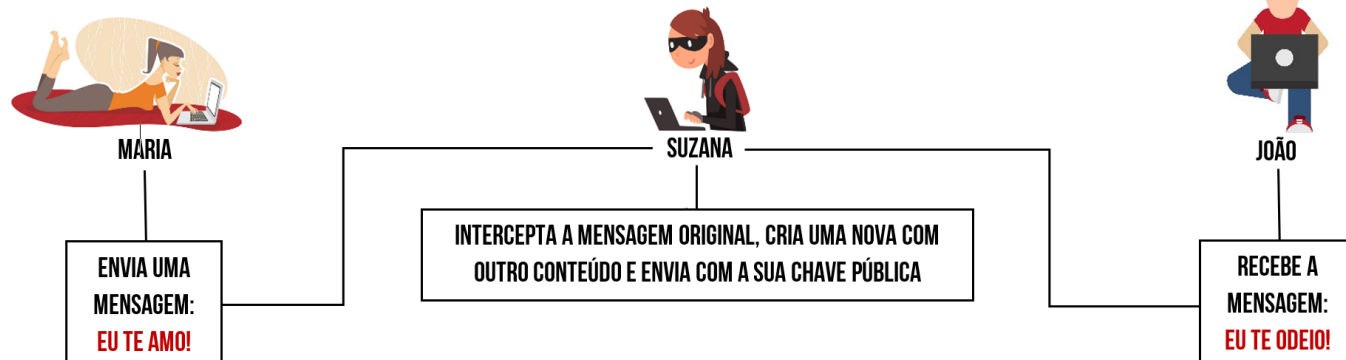 MARIA
SUZANA
JOÃO
INTERCEPTA A MENSAGEM ORIGINAL, CRIA UMA NOVA COM
OUTRO CONTEÚDO E ENVIA COM A SUA CHAVE PÚBLICA
ENVIA UMA
MENSAGEM:
EU TE AMO!
RECEBE A
MENSAGEM:
EU TE ODEIO!